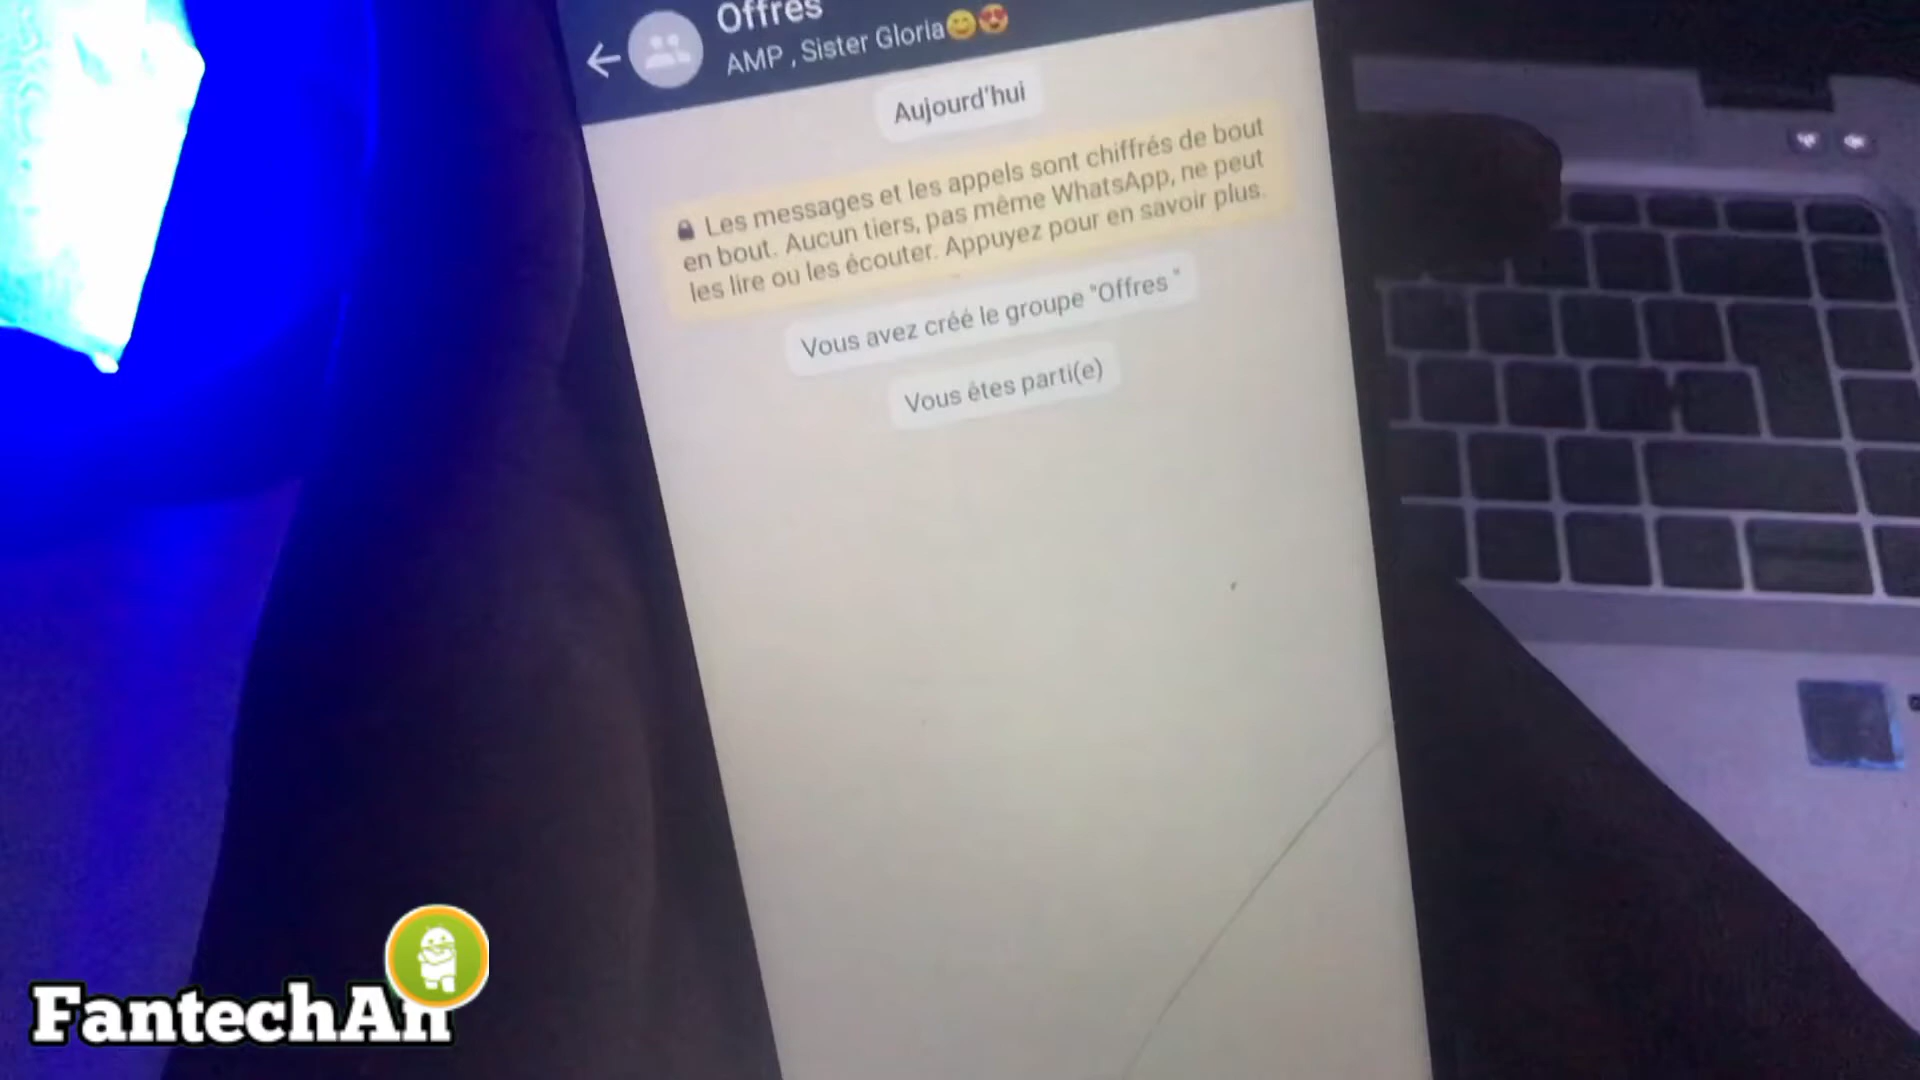 Offres
AMP , Sister Gloria😊😍
Aujourd'hui
🔒 Les messages et les appels sont chiffrés de bout
en bout. Aucun tiers, pas même WhatsApp, ne peut
les lire ou les écouter. Appuyez pour en savoir plus.
Vous avez créé le groupe "Offres "
Vous êtes parti(e)
FantechAn